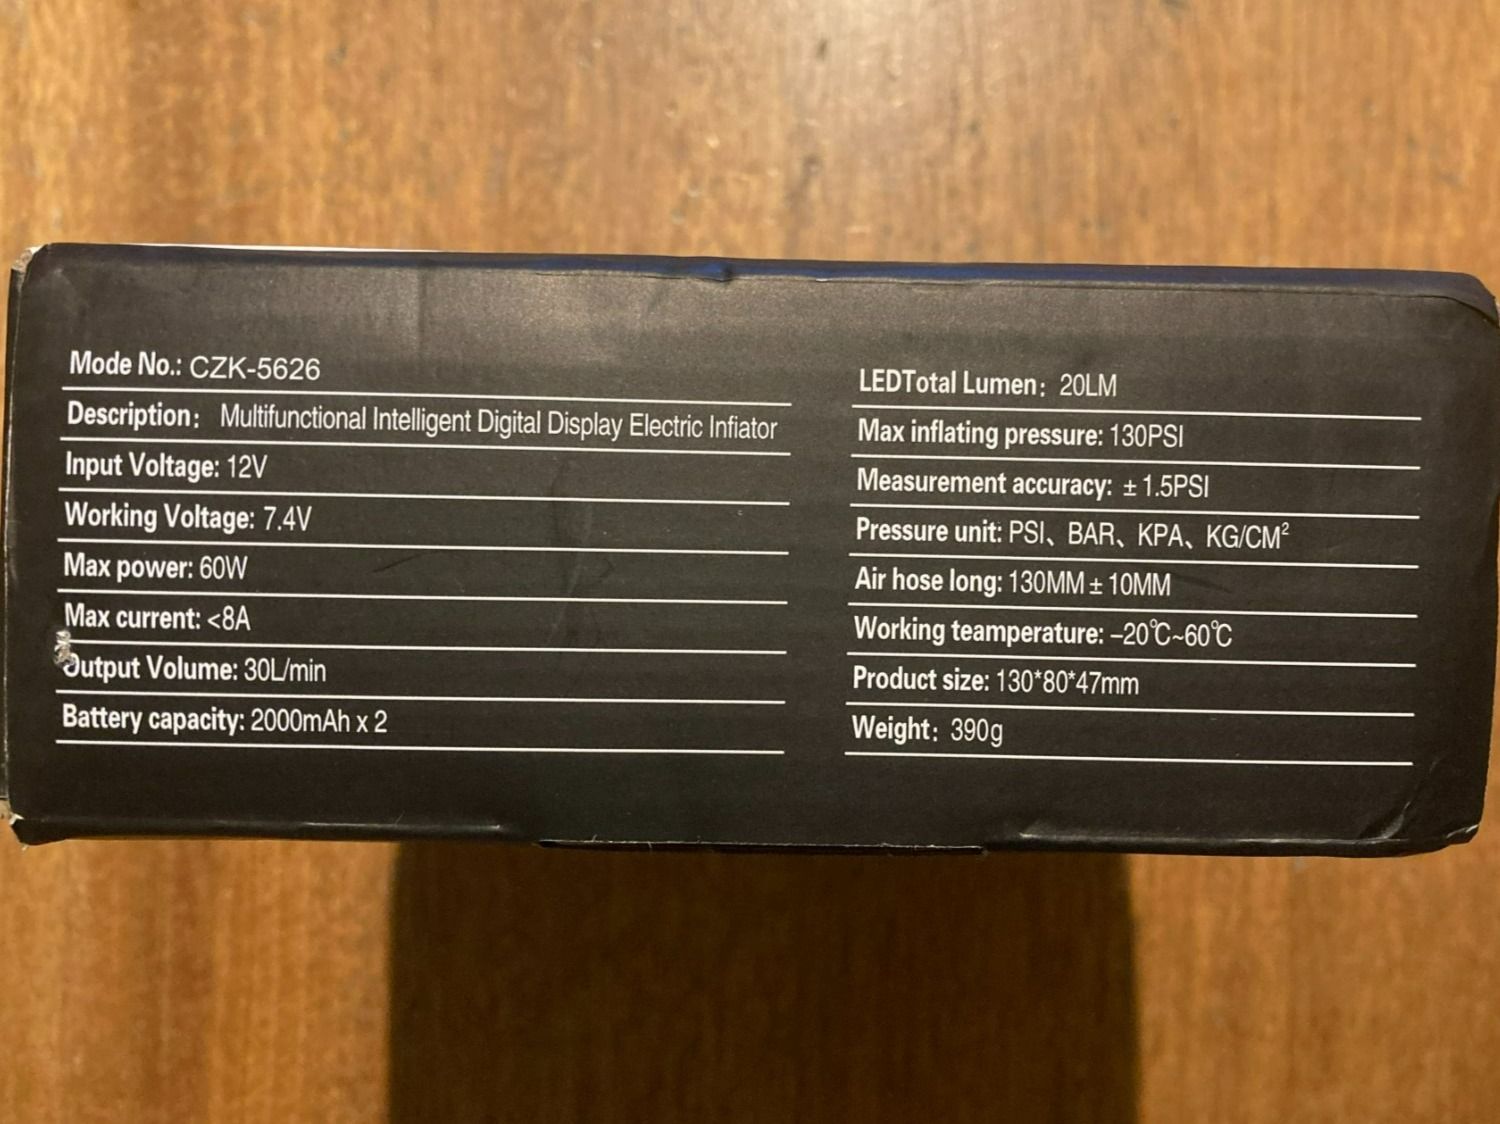 Mode No.: CZK-5626
Description： Multifunctional Intelligent Digital Display Electric Infiator
Input Voltage: 12V
Working Voltage: 7.4V
Max power: 60W
Max current: <8A
Output Volume: 30L/min
Battery capacity: 2000mAh x 2
LEDTotal Lumen： 20LM
Max inflating pressure: 130PSI
Measurement accuracy: ±1.5PSI
Pressure unit: PSI、BAR、KPA、KG/CM²
Air hose long: 130MM±10MM
Working teamperature: –20℃~60℃
Product size: 130*80*47mm
Weight： 390g